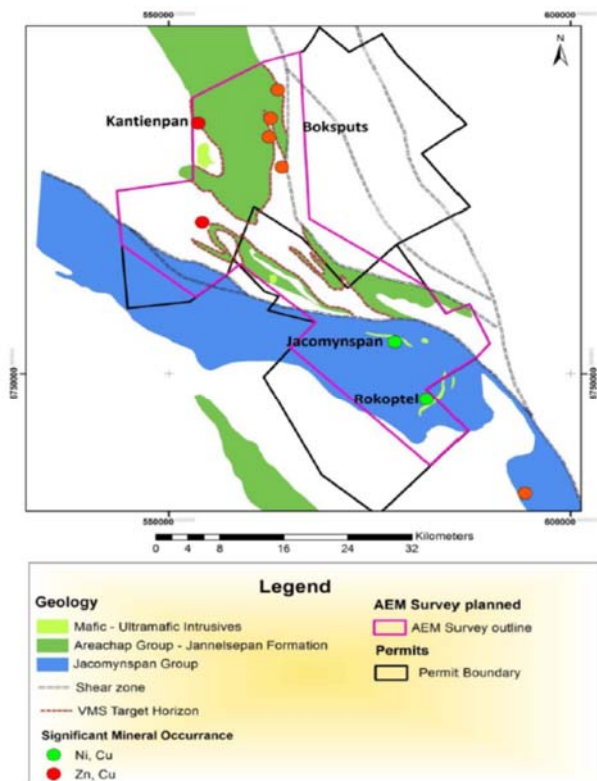 550000 600000
N
Kantienpan
Boksputs
Jacomynspan
6750000 6750000
Rokoptel
550000 600000
Kilometers
0 4 8 16 24 32
Legend
Geology
Mafic - Ultramafic Intrusives
Areachap Group - Jannelsepan Formation
Jacomynspan Group
Shear zone
VMS Target Horizon
Significant Mineral Occurrance
Ni, Cu
Zn, Cu
AEM Survey planned
AEM Survey outline
Permits
Permit Boundary